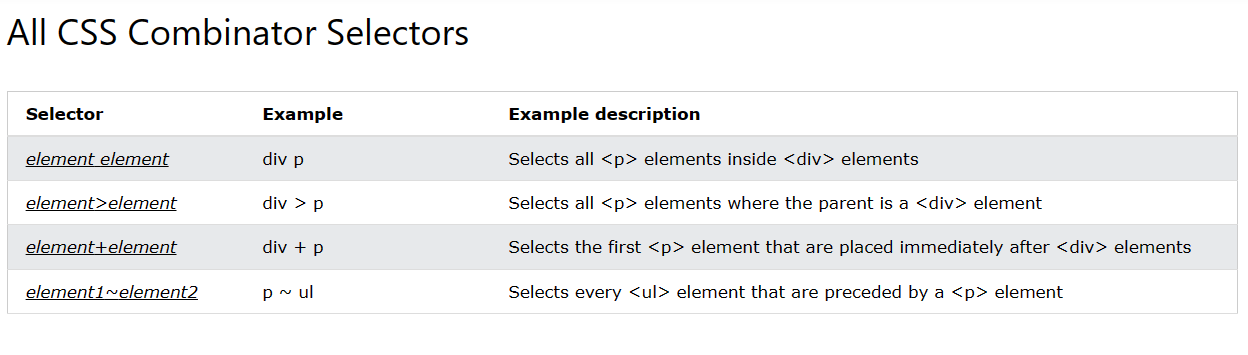 All CSS Combinator Selectors
Selector Example Example description
element element div p Selects all <p> elements inside <div> elements
element>element div > p Selects all <p> elements where the parent is a <div> element
element+element div + p Selects the first <p> element that are placed immediately after <div> elements
element1~element2 p ~ ul Selects every <ul> element that are preceded by a <p> element